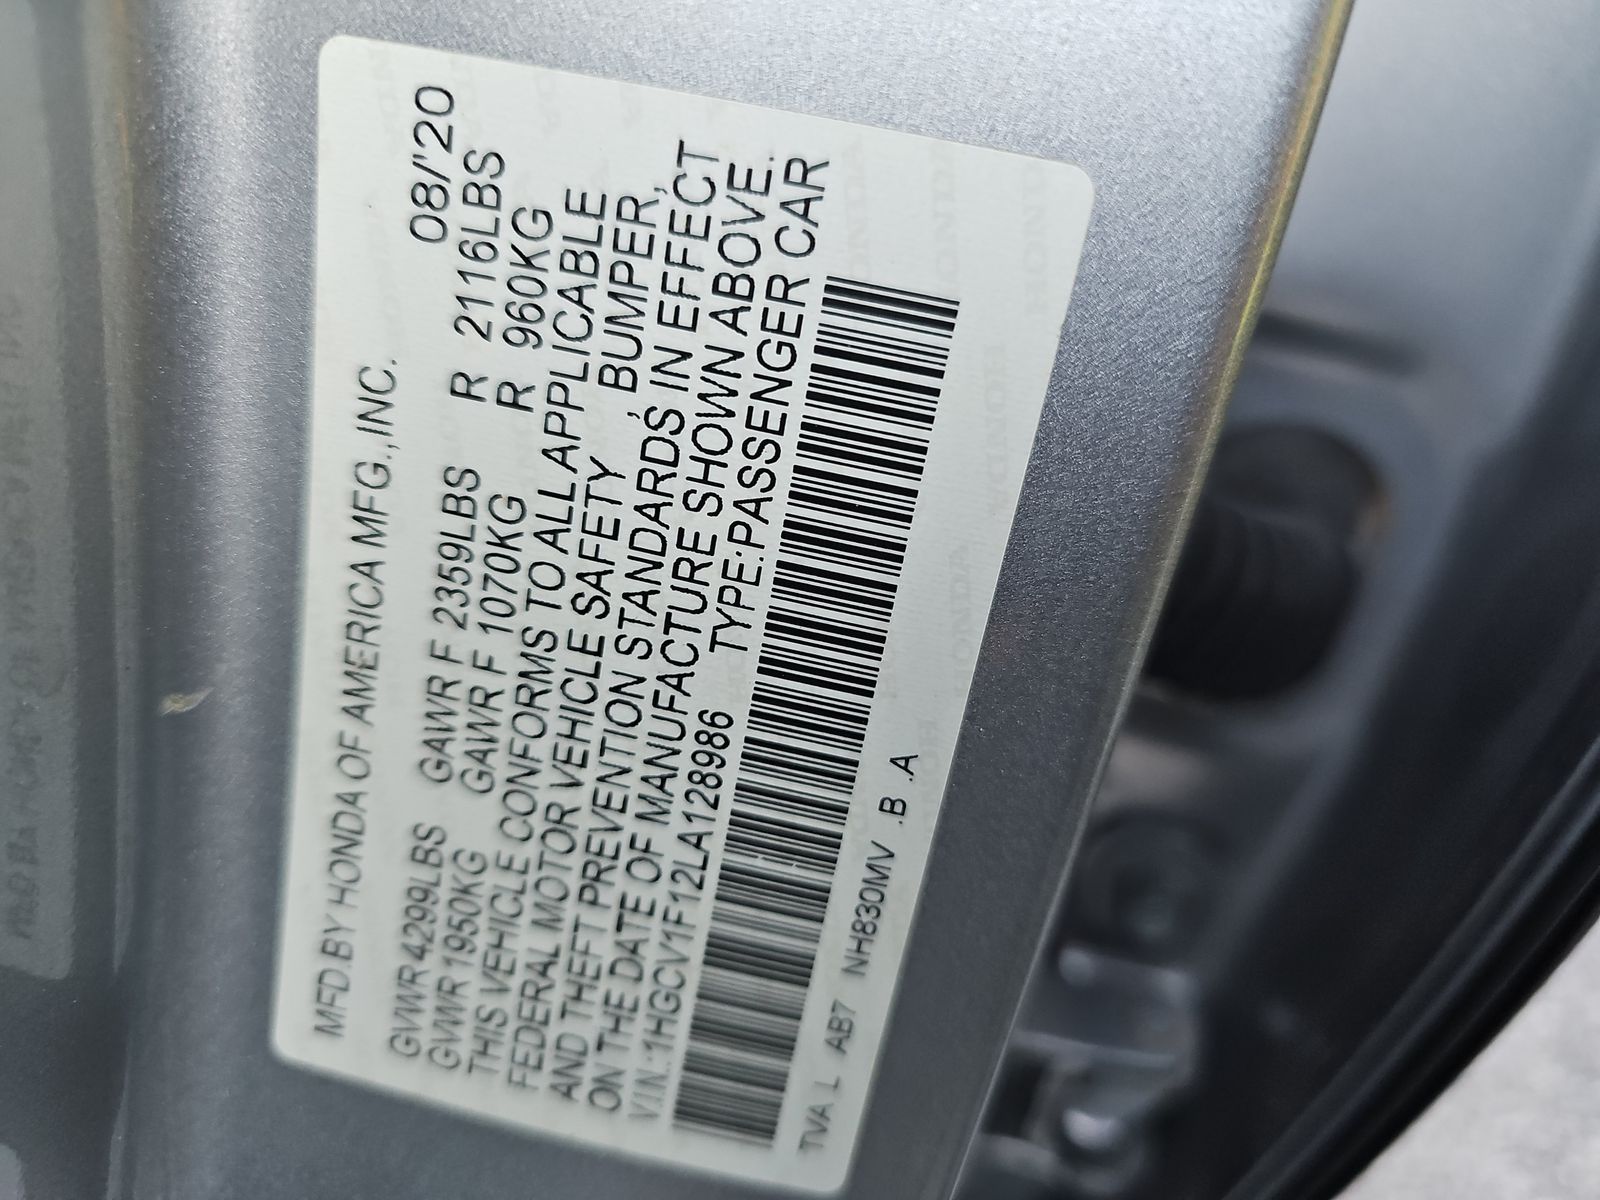 MFD.BY HONDA OF AMERICA MFG.,INC. 08/'20
GVWR 4299LBS GAWR F 2359LBS R 2116LBS
GVWR 1950KG GAWR F 1070KG R 960KG
THIS VEHICLE CONFORMS TO ALL APPLICABLE
FEDERAL MOTOR VEHICLE SAFETY, BUMPER,
AND THEFT PREVENTION STANDARDS, IN EFFECT
ON THE DATE OF MANUFACTURE SHOWN ABOVE.
V.I.N.:1HGCV1F12LA128986 TYPE:PASSENGER CAR
TVA L AB7 NH830MV .B .A